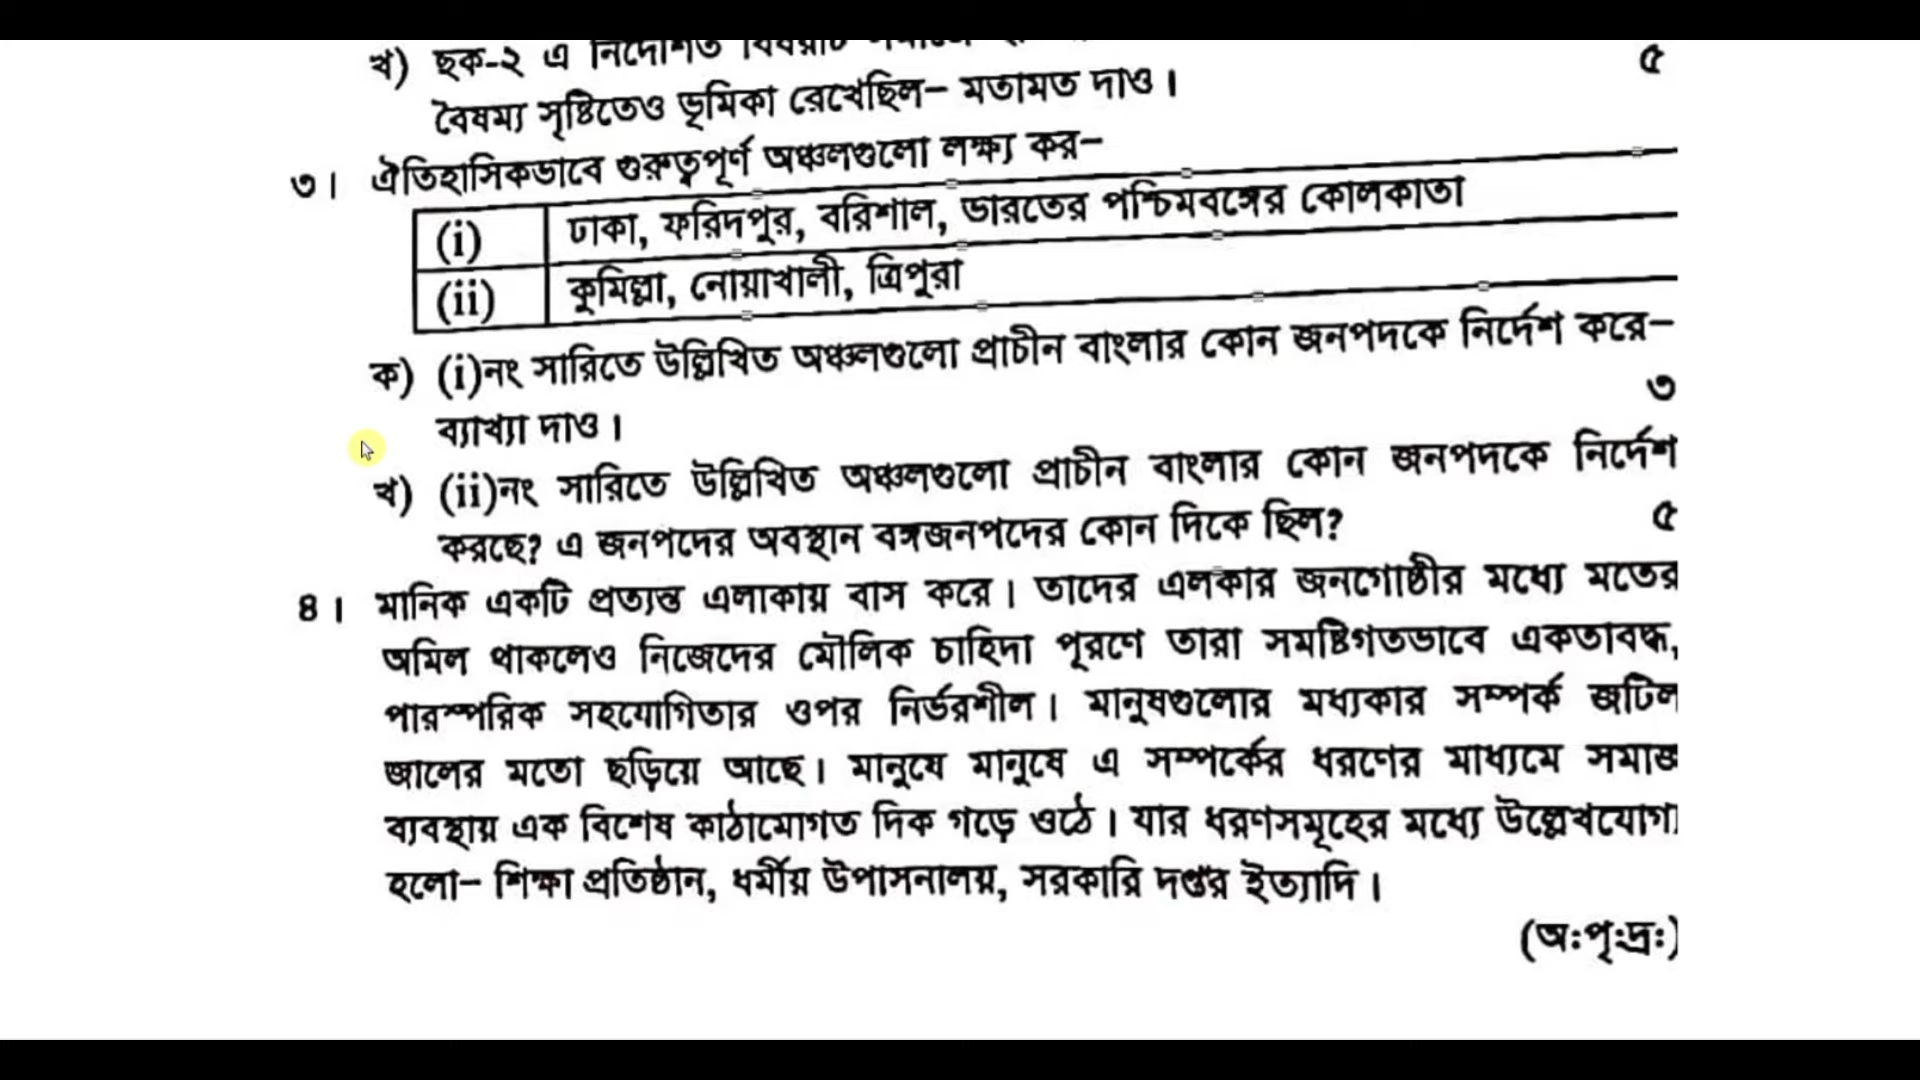 খ) ছক-২ এ নির্দেশিত বিষয়টি সমাজে
৫
বৈষম্য সৃষ্টিতেও ভূমিকা রেখেছিল– মতামত দাও।
৩। ঐতিহাসিকভাবে গুরুত্বপূর্ণ অঞ্চলগুলো লক্ষ্য কর–
(i) ঢাকা, ফরিদপুর, বরিশাল, ভারতের পশ্চিমবঙ্গের কোলকাতা
(ii) কুমিল্লা, নোয়াখালী, ত্রিপুরা
ক) (i)নং সারিতে উল্লিখিত অঞ্চলগুলো প্রাচীন বাংলার কোন জনপদকে নির্দেশ করে–
ব্যাখ্যা দাও। ৩
খ) (ii)নং সারিতে উল্লিখিত অঞ্চলগুলো প্রাচীন বাংলার কোন জনপদকে নির্দেশ
করছে? এ জনপদের অবস্থান বঙ্গজনপদের কোন দিকে ছিল? ৫
৪। মানিক একটি প্রত্যন্ত এলাকায় বাস করে। তাদের এলকার জনগোষ্ঠীর মধ্যে মতের
অমিল থাকলেও নিজেদের মৌলিক চাহিদা পূরণে তারা সমষ্টিগতভাবে একতাবদ্ধ,
পারস্পরিক সহযোগিতার ওপর নির্ভরশীল। মানুষগুলোর মধ্যকার সম্পর্ক জটিল
জালের মতো ছড়িয়ে আছে। মানুষে মানুষে এ সম্পর্কের ধরণের মাধ্যমে সমাজ
ব্যবস্থায় এক বিশেষ কাঠামোগত দিক গড়ে ওঠে। যার ধরণসমূহের মধ্যে উল্লেখযোগ্য
হলো– শিক্ষা প্রতিষ্ঠান, ধর্মীয় উপাসনালয়, সরকারি দপ্তর ইত্যাদি।
(অ:পৃ:দ্র:)